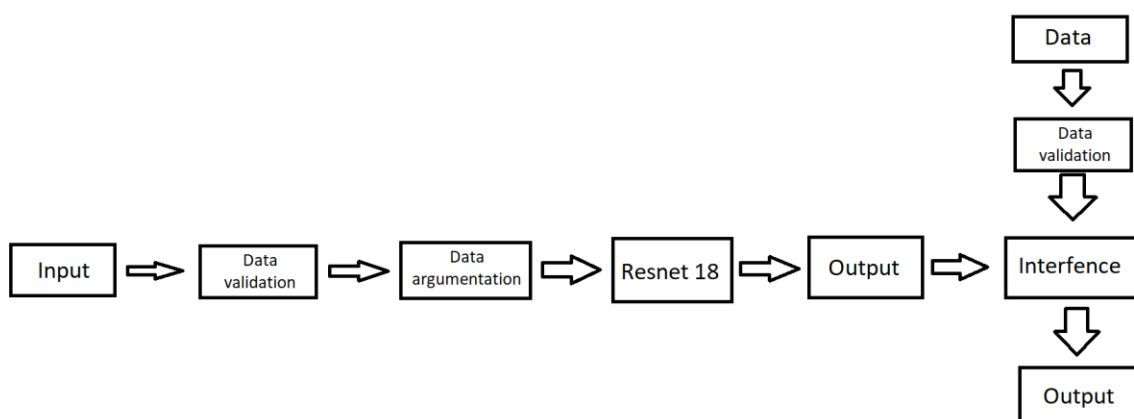 Data
Data
validation
Input
Data
validation
Data
argumentation
Resnet 18
Output
Interfence
Output